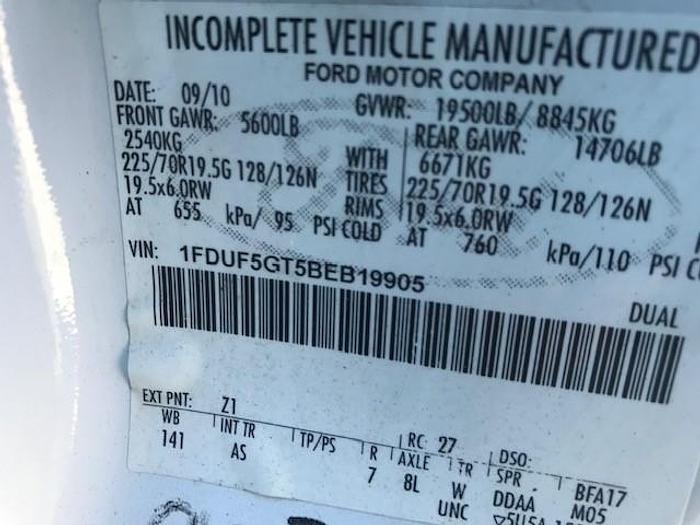 INCOMPLETE VEHICLE MANUFACTURED
FORD MOTOR COMPANY
DATE: 09/10 GVWR: 19500LB/ 8845KG
FRONT GAWR: 5600LB REAR GAWR: 14706LB
2540KG WITH 6671KG
225/70R19.5G 128/126N TIRES 225/70R19.5G 128/126N
19.5x6.0RW RIMS 19.5x6.0RW
AT 655 kPa/ 95 PSI COLD AT 760 kPa/110 PSI
VIN: 1FDUF5GT5BEB19905
DUAL
EXT PNT: Z1 RC: 27 DSO:
WB INT TR TP/PS R AXLE TR SPR BFA17
141 AS 7 8L W DDAA M05
UNC